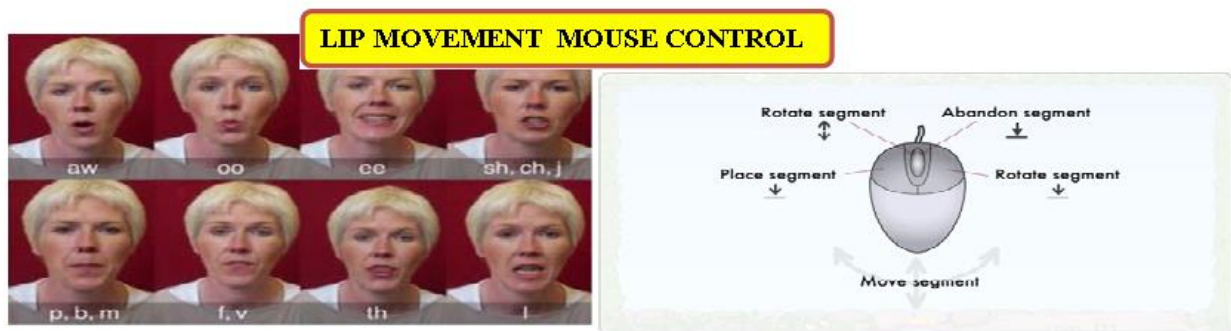 LIP MOVEMENT MOUSE CONTROL
aw
oo
ee
sh, ch, j
p, b, m
f, v
th
l
Rotate segment
Abandon segment
Place segment
Rotate segment
Move segment